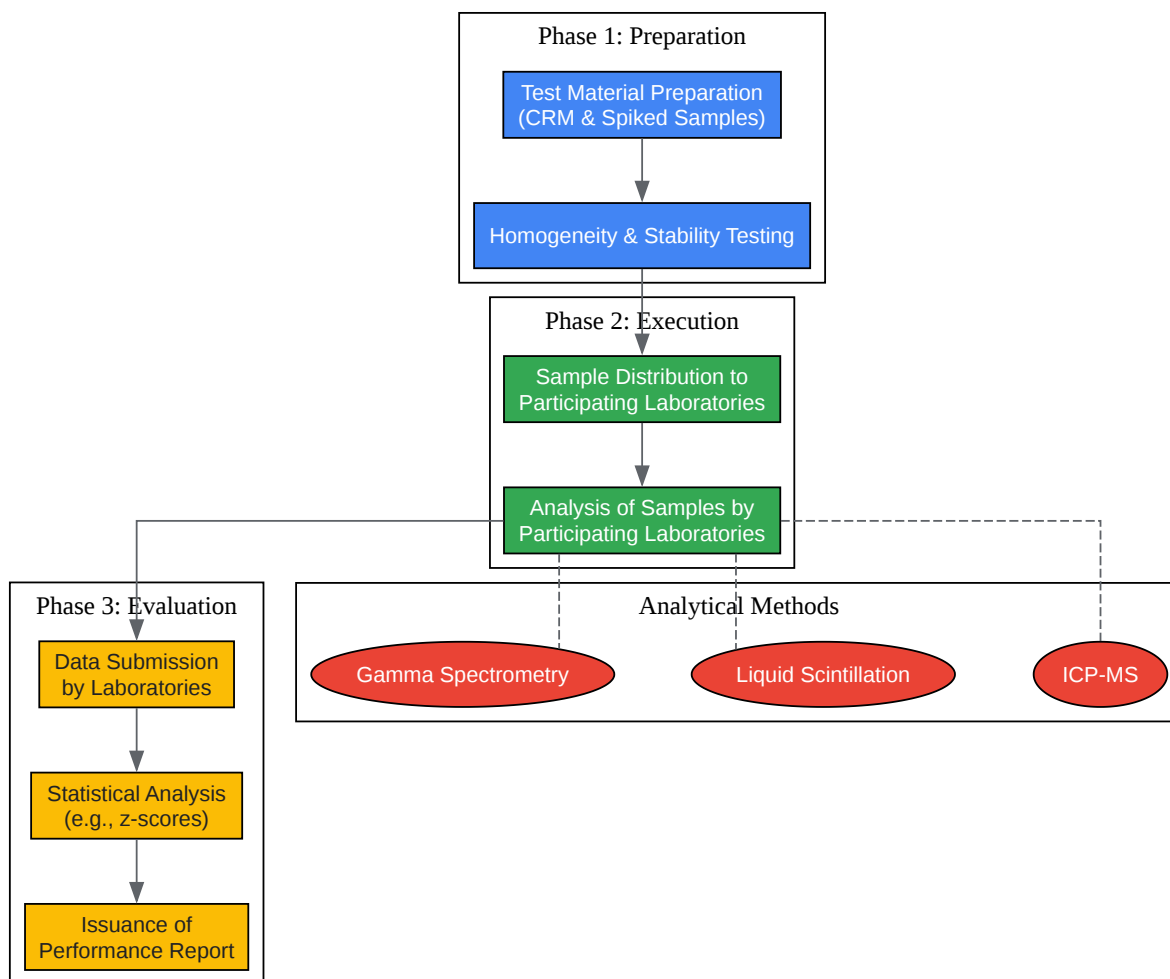 Phase 1: Preparation
Test Material Preparation
(CRM & Spiked Samples)
Homogeneity & Stability Testing
Phase 2: Execution
Sample Distribution to
Participating Laboratories
Analysis of Samples by
Participating Laboratories
Phase 3: Evaluation
Data Submission
by Laboratories
Statistical Analysis
(e.g., z-scores)
Issuance of
Performance Report
Analytical Methods
Gamma Spectrometry
Liquid Scintillation
ICP-MS